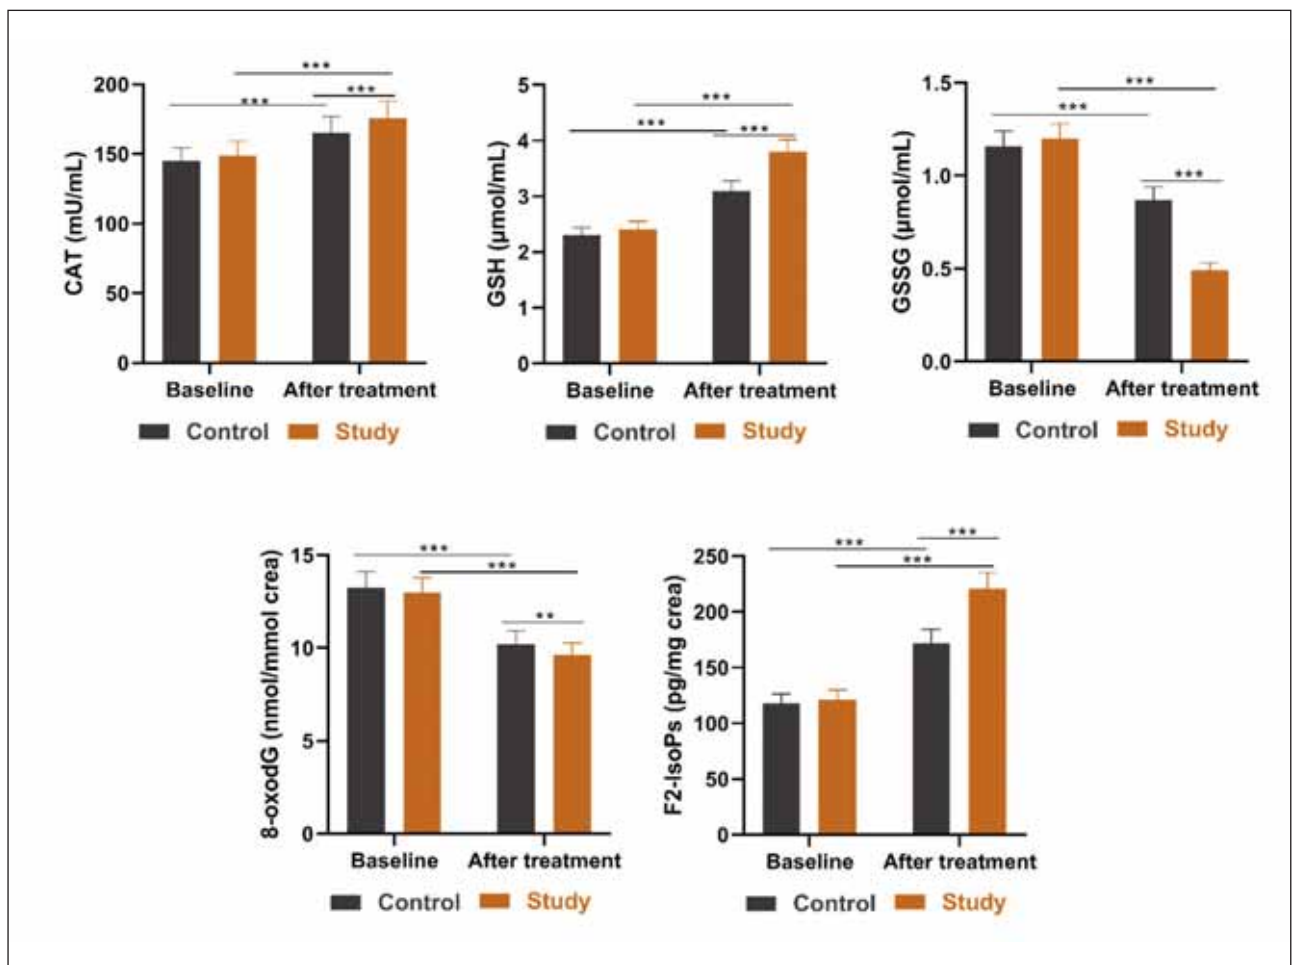 CAT (mU/mL)
200
150
100
50
0
***
***
***
Baseline After treatment
Control Study
GSH (μmol/mL)
5
4
3
2
1
0
***
***
***
Baseline After treatment
Control Study
GSSG (μmol/mL)
1.5
1.0
0.5
0.0
***
***
***
Baseline After treatment
Control Study
8-oxodG (nmol/mmol crea)
15
10
5
0
***
***
**
Baseline After treatment
Control Study
F2-IsoPs (pg/mg crea)
250
200
150
100
50
0
***
***
***
Baseline After treatment
Control Study